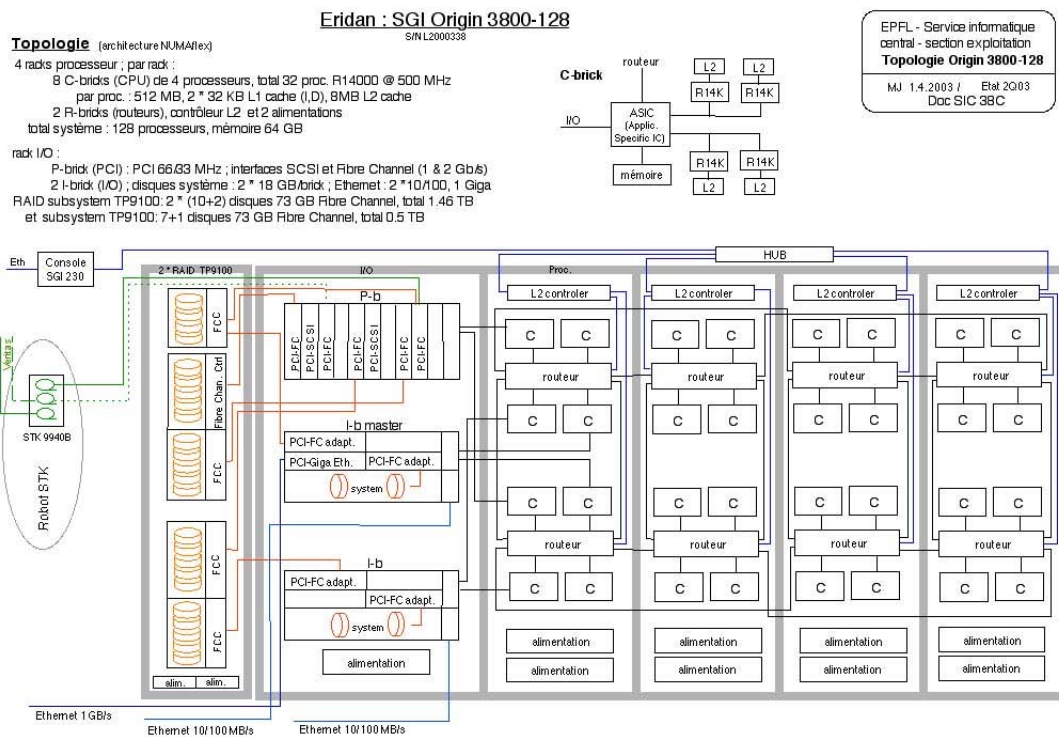 Eridan : SGI Origin 3800-128
S/N L2000338
EPFL - Service informatique
central - section exploitation
Topologie Origin 3800-128
MJ 1.4.2003 / Etat 2Q03
Doc SIC 38C
Topologie (architecture NUMAflex)
4 racks processeur ; par rack :
8 C-bricks (CPU) de 4 processeurs, total 32 proc. R14000 @ 500 MHz
par proc. : 512 MB, 2 * 32 KB L1 cache (I,D), 8MB L2 cache
2 R-bricks (routeurs), contrôleur L2 et 2 alimentations
total système : 128 processeurs, mémoire 64 GB
rack I/O :
P-brick (PCI) : PCI 66/33 MHz ; interfaces SCSI et Fibre Channel (1 & 2 Gb/s)
2 I-brick (I/O) ; disques système : 2 * 18 GB/brick ; Ethernet : 2 *10/100, 1 Giga
RAID subsystem TP9100: 2 * (10+2) disques 73 GB Fibre Channel, total 1.46 TB
et subsystem TP9100: 7+1 disques 73 GB Fibre Channel, total 0.5 TB
C-brick
routeur
I/O
ASIC
(Applic.
Specific IC)
mémoire
L2
L2
R14K
R14K
R14K
R14K
L2
L2
Eth
Console
SGI 230
HUB
2 * RAID TP9100
I/O
Proc.
L2 controler
L2 controler
L2 controler
L2 controler
P-b
PCI-FC
PCI-SCSI
PCI-FC
PCI-FC
PCI-SCSI
PCI-FC
PCI-FC
FCC
Fibre Chan. Ctrl
FCC
FCC
FCC
alim.
alim.
Veritas
STK 9940B
Robot STK
I-b master
PCI-FC adapt.
PCI-Giga Eth.
PCI-FC adapt.
system
I-b
PCI-FC adapt.
PCI-FC adapt.
system
alimentation
C C C C C C C C
routeur routeur routeur routeur
C C C C C C C C
C C C C C C C C
routeur routeur routeur routeur
C C C C C C C C
alimentation alimentation alimentation alimentation
alimentation alimentation alimentation alimentation
Ethernet 1 GB/s
Ethernet 10/100 MB/s
Ethernet 10/100 MB/s